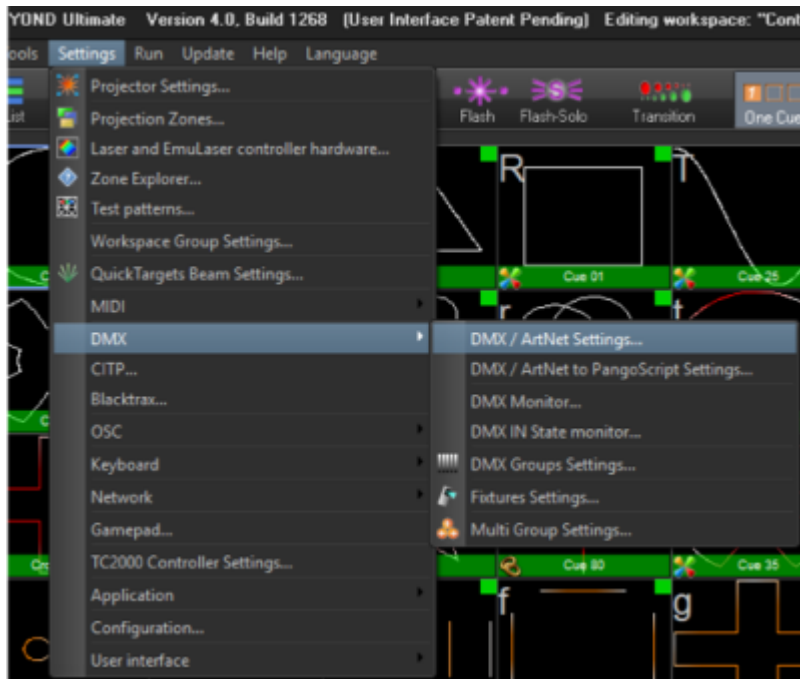 YOND Ultimate Version 4.0, Build 1268 (User Interface Patent Pending) Editing workspace: "Cont
ools Settings Run Update Help Language
List Flash Flash-Solo Transition One Cue
Projector Settings...
Projection Zones...
Laser and EmuLaser controller hardware...
Zone Explorer...
Test patterns...
Workspace Group Settings...
QuickTargets Beam Settings...
MIDI
DMX
CITP...
Blacktrax...
OSC
Keyboard
Network
Gamepad...
TC2000 Controller Settings...
Application
Configuration...
User interface
DMX / ArtNet Settings...
DMX / ArtNet to PangoScript Settings...
DMX Monitor...
DMX IN State monitor...
DMX Groups Settings...
Fixtures Settings...
Multi Group Settings...
R T
Cue 01 Cue 25
r t
Cue 80 Cue 35
f g